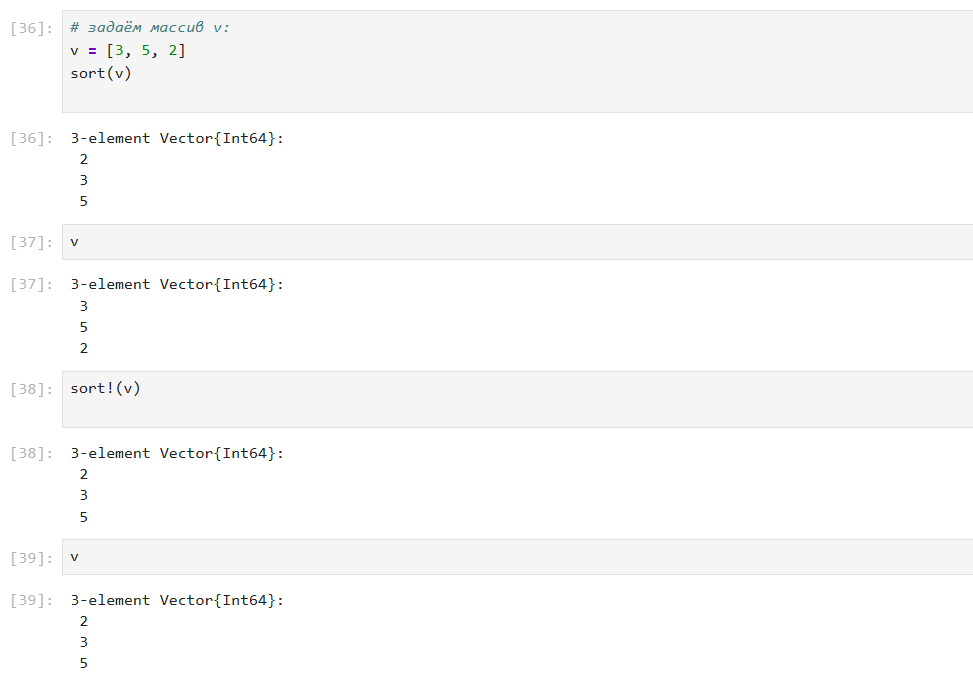 [36]: # задаём массив v:
v = [3, 5, 2]
sort(v)
[36]: 3-element Vector{Int64}:
2
3
5
[37]: v
[37]: 3-element Vector{Int64}:
3
5
2
[38]: sort!(v)
[38]: 3-element Vector{Int64}:
2
3
5
[39]: v
[39]: 3-element Vector{Int64}:
2
3
5